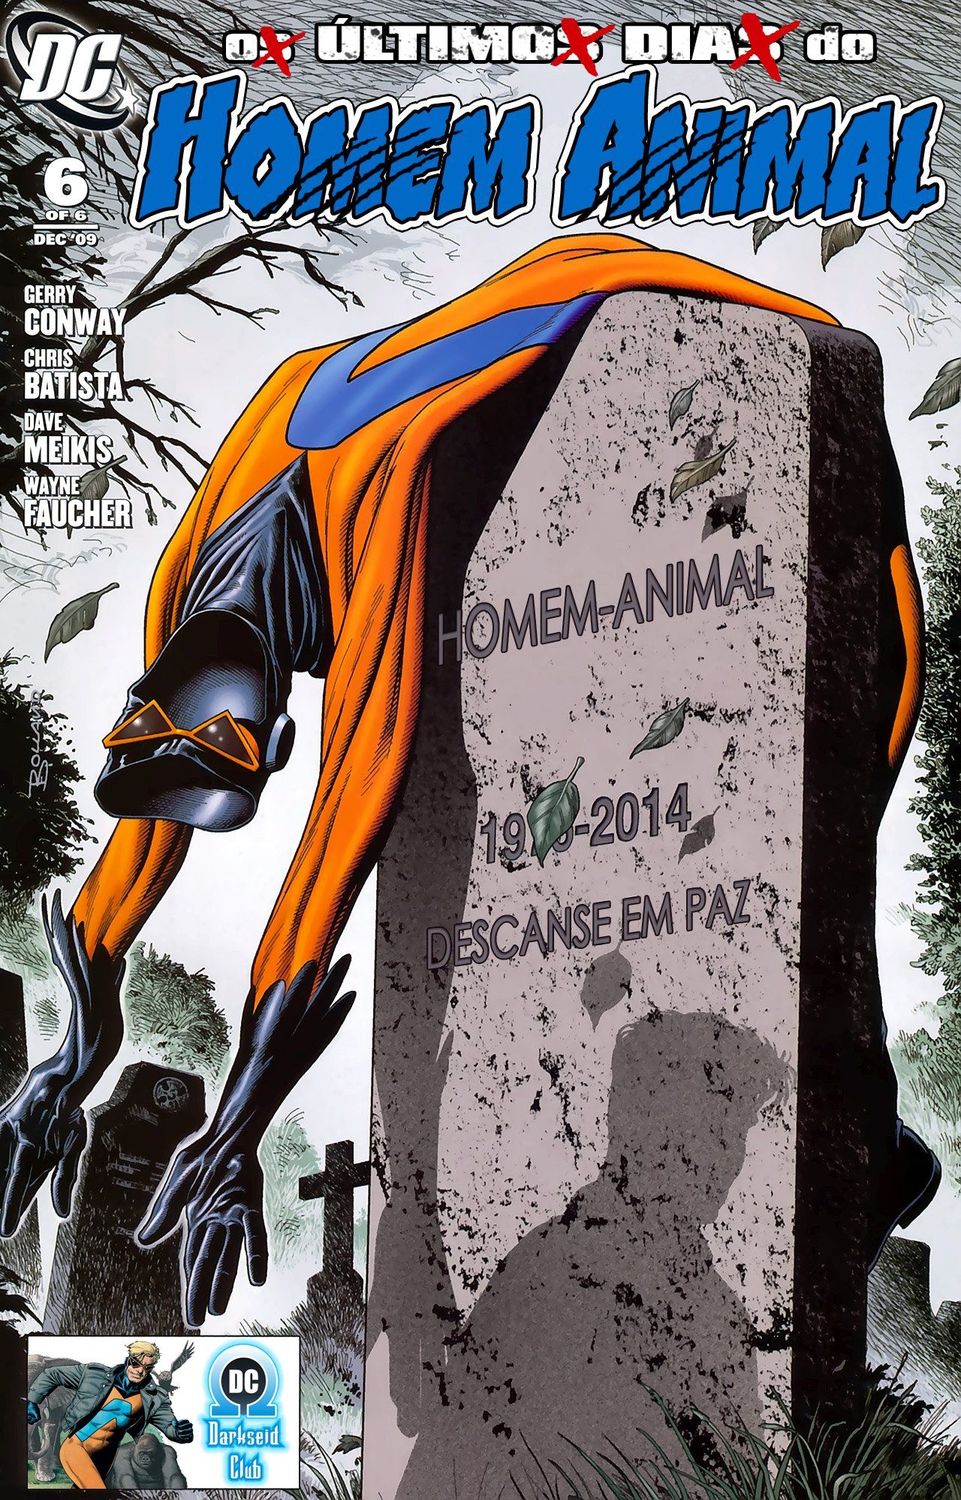 DC
os ÚLTIMOS DIAS do
HOMEM ANIMAL
6
OF 6
DEC '09
GERRY
CONWAY
CHRIS
BATISTA
DAVE
MEIKIS
WAYNE
FAUCHER
HOMEM-ANIMAL
-2014
DESCANSE EM PAZ
BOLLAND
DC
Darkseid
Club